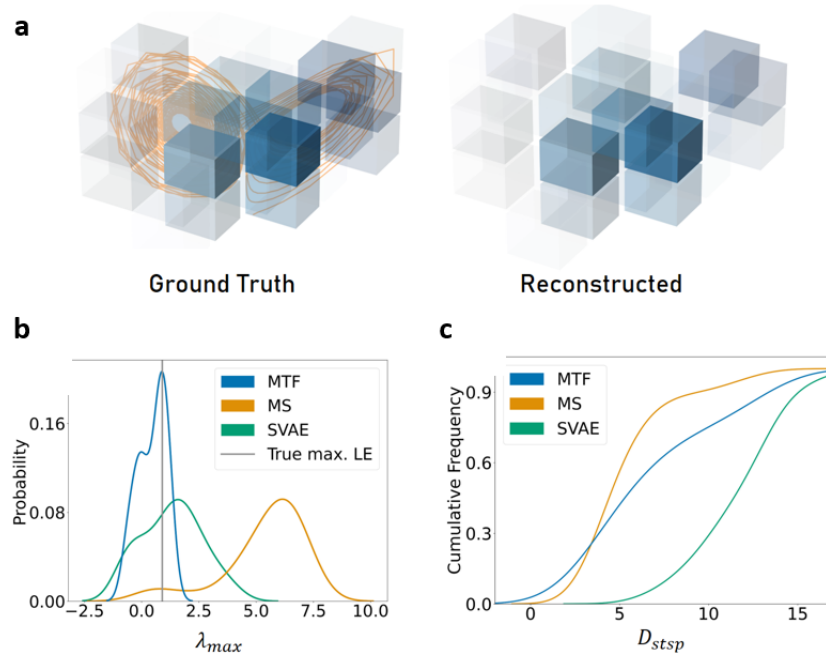 a
Ground Truth
Reconstructed
b
Probability
0.16
0.08
0.00
MTF
MS
SVAE
True max. LE
−2.5
0.0
2.5
5.0
7.5
10.0
λmax
c
Cumulative Frequency
0.9
0.6
0.3
0.0
MTF
MS
SVAE
0
5
10
15
Dstsp